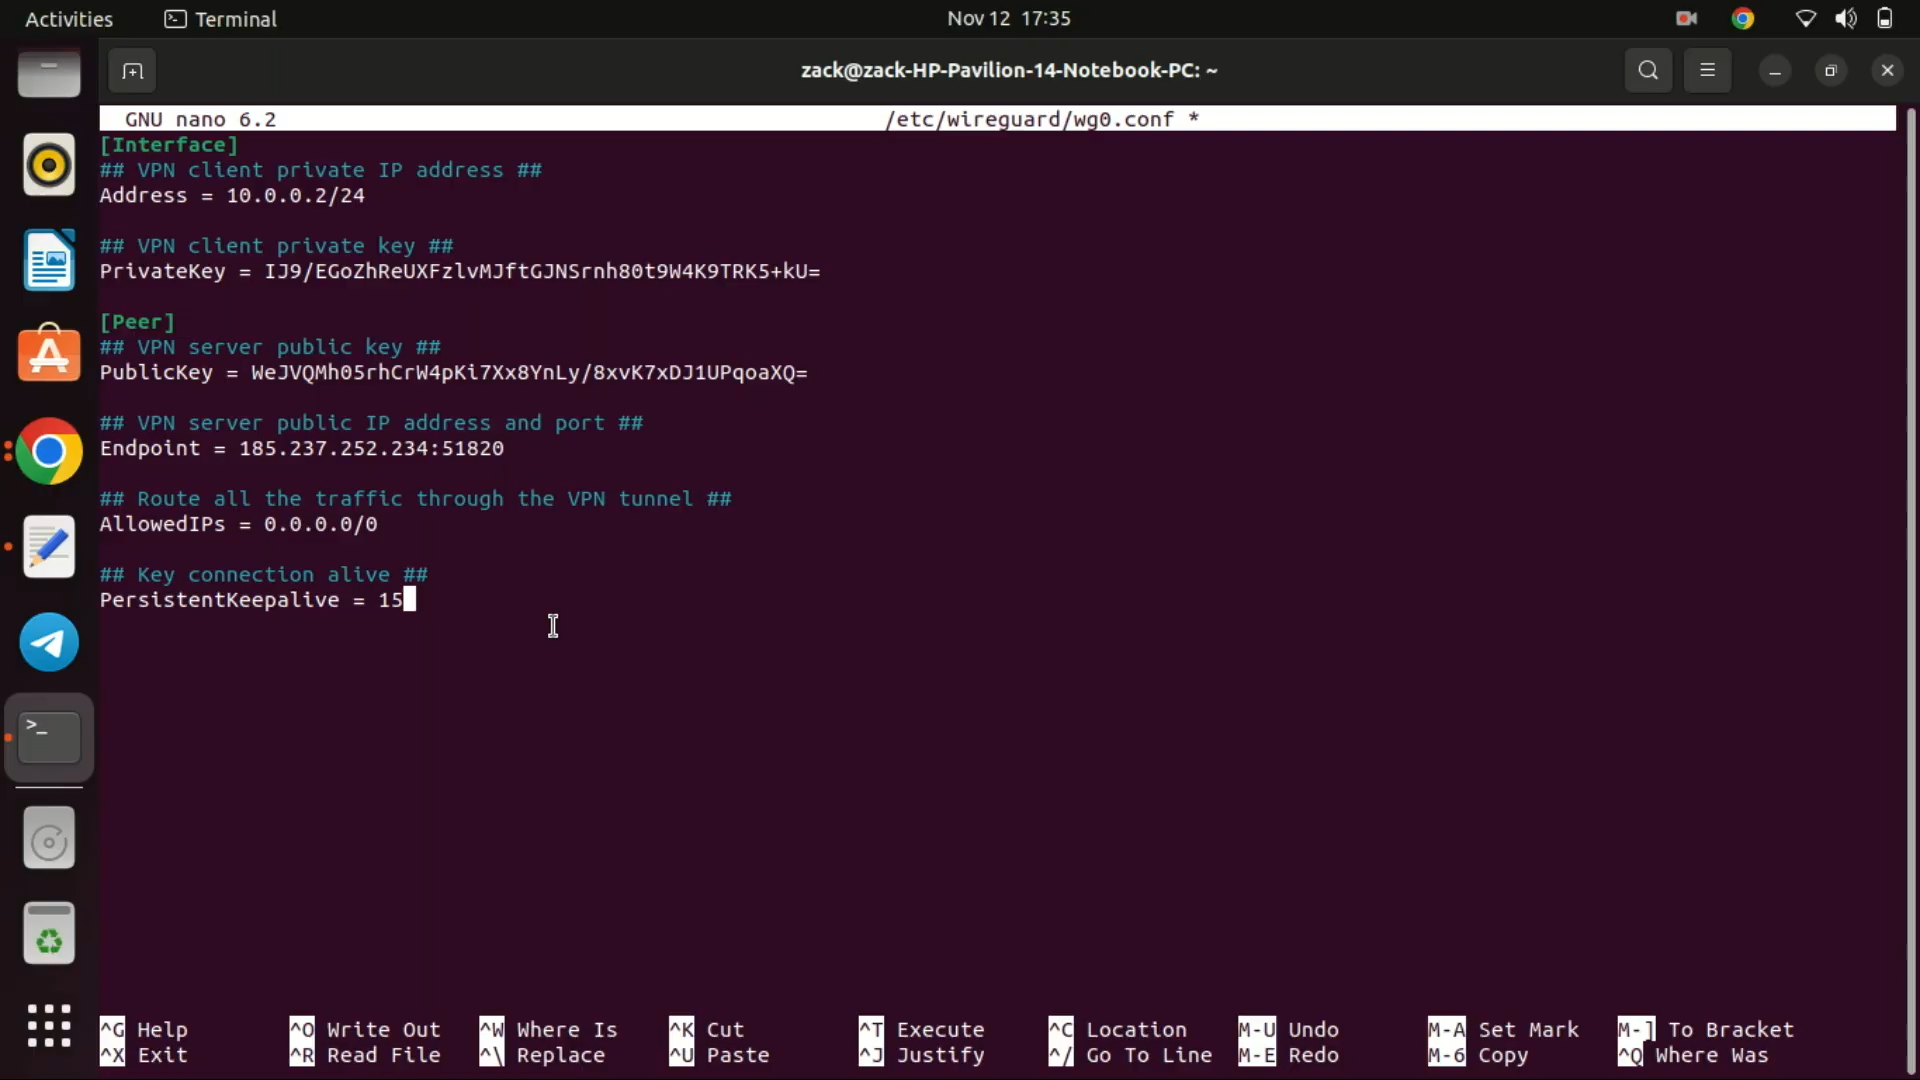 Activities
Terminal
Nov 12 17:35
zack@zack-HP-Pavilion-14-Notebook-PC: ~
GNU nano 6.2 /etc/wireguard/wg0.conf *
[Interface]
## VPN client private IP address ##
Address = 10.0.0.2/24
## VPN client private key ##
PrivateKey = IJ9/EGoZhReUXFzlvMJftGJNSrnh80t9W4K9TRK5+kU=
[Peer]
## VPN server public key ##
PublicKey = WeJVQMh05rhCrW4pKi7Xx8YnLy/8xvK7xDJ1UPqoaXQ=
## VPN server public IP address and port ##
Endpoint = 185.237.252.234:51820
## Route all the traffic through the VPN tunnel ##
AllowedIPs = 0.0.0.0/0
## Key connection alive ##
PersistentKeepalive = 15
^G Help ^O Write Out ^W Where Is ^K Cut ^T Execute ^C Location M-U Undo M-A Set Mark M-] To Bracket
^X Exit ^R Read File ^\ Replace ^U Paste ^J Justify ^/ Go To Line M-E Redo M-6 Copy ^Q Where Was